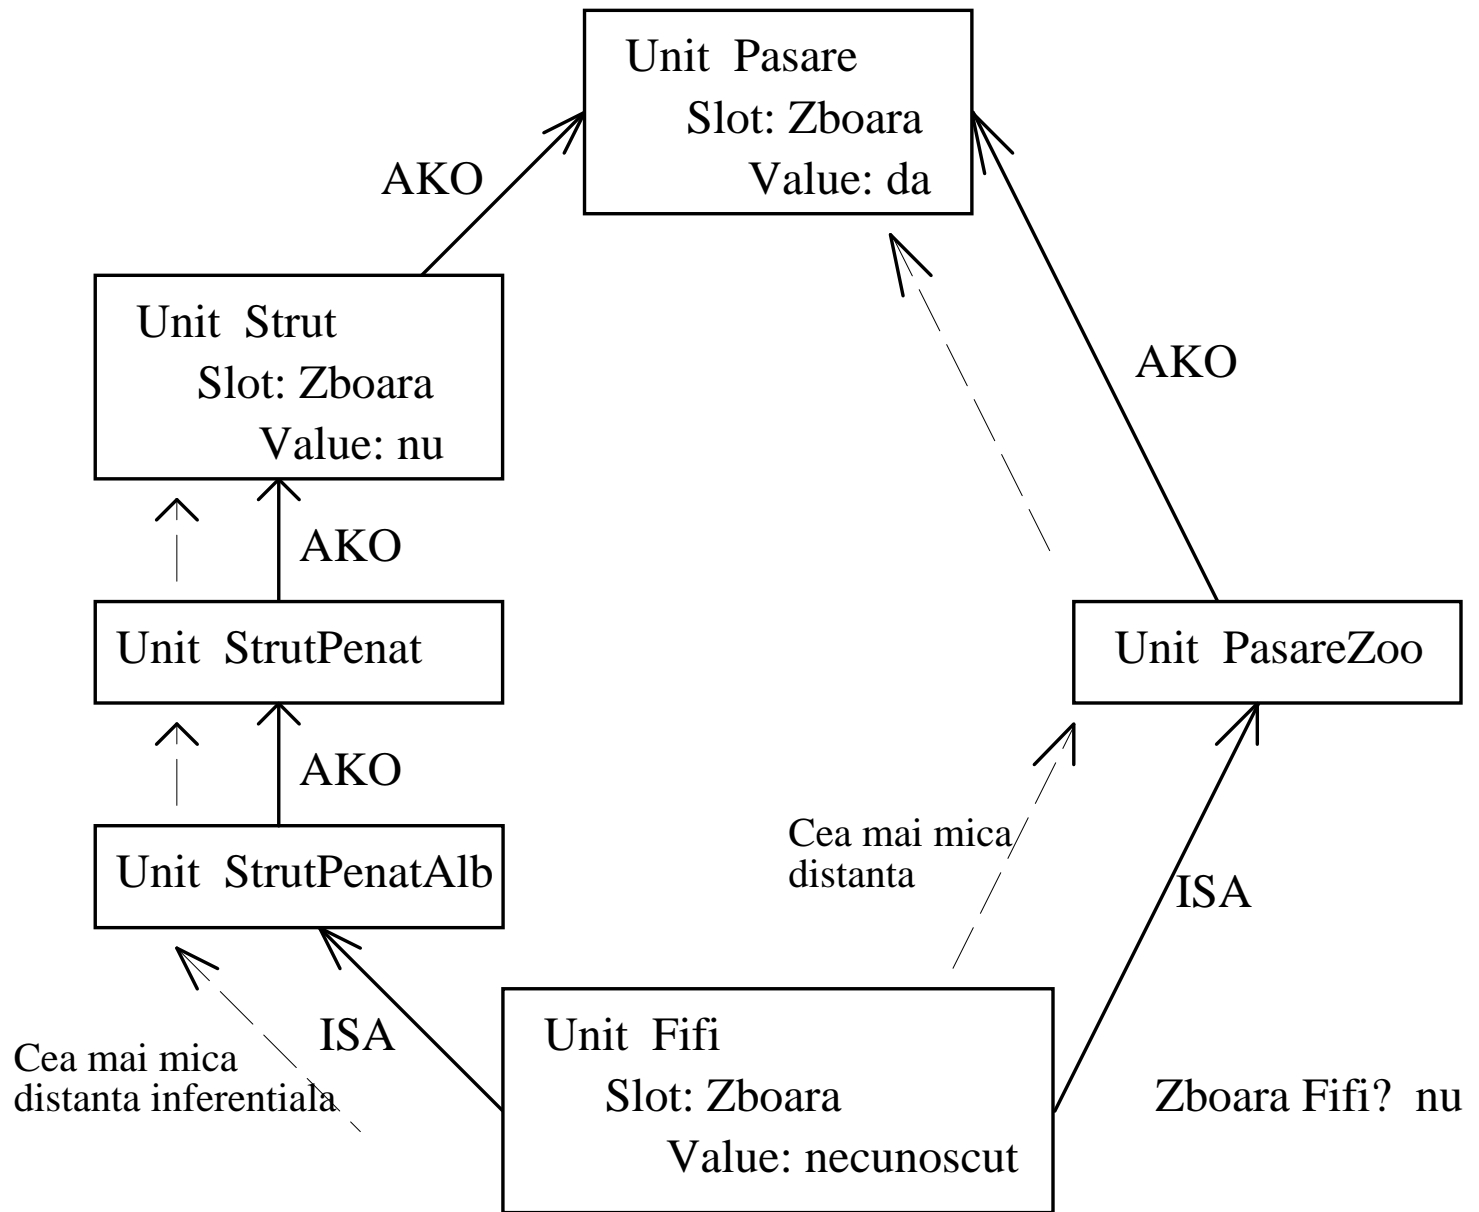 Unit Pasare
Slot: Zboara
Value: da
AKO
Unit Strut
Slot: Zboara
Value: nu
AKO
AKO
Unit StrutPenat
Unit PasareZoo
AKO
Cea mai mica
distanta
Unit StrutPenatAlb
ISA
ISA
Cea mai mica
distanta inferentiala
Unit Fifi
Slot: Zboara
Value: necunoscut
Zboara Fifi? nu